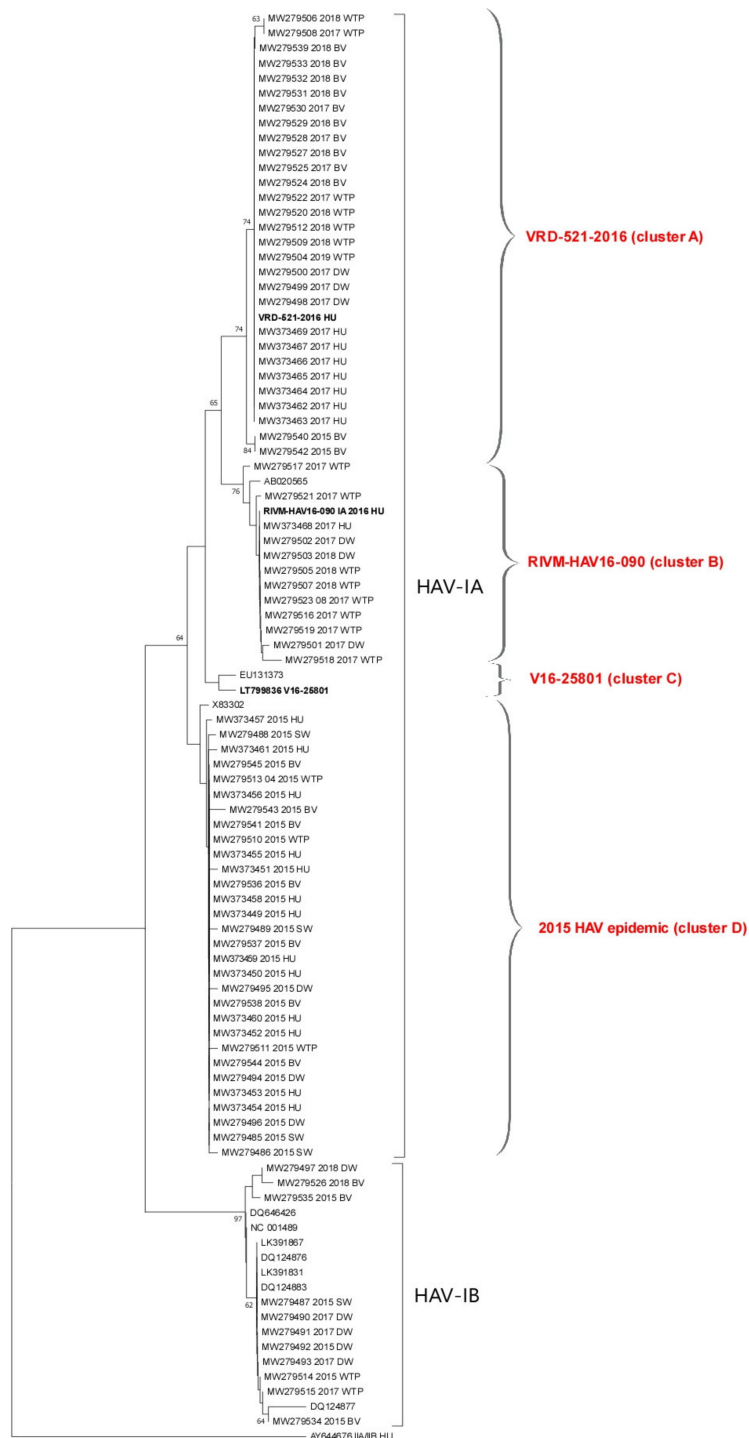 63
MW279506 2018 WTP
MW279508 2017 WTP
MW279539 2018 BV
MW279533 2018 BV
MW279532 2018 BV
MW279531 2018 BV
MW279530 2017 BV
MW279529 2018 BV
MW279528 2017 BV
MW279527 2018 BV
MW279525 2017 BV
MW279524 2018 BV
MW279522 2017 WTP
MW279520 2018 WTP
74
MW279512 2018 WTP
MW279509 2018 WTP
VRD-521-2016 (cluster A)
MW279504 2019 WTP
MW279500 2017 DW
MW279499 2017 DW
MW279498 2017 DW
VRD-521-2016 HU
74
MW373469 2017 HU
MW373467 2017 HU
MW373466 2017 HU
MW373465 2017 HU
MW373464 2017 HU
65
MW373462 2017 HU
MW373463 2017 HU
MW279540 2015 BV
84
MW279542 2015 BV
MW279517 2017 WTP
AB020565
76
MW279521 2017 WTP
RIVM-HAV16-090 IA 2016 HU
MW373468 2017 HU
MW279502 2017 DW
MW279503 2018 DW
RIVM-HAV16-090 (cluster B)
MW279505 2018 WTP
MW279507 2018 WTP
HAV-IA
MW279523 08 2017 WTP
MW279516 2017 WTP
MW279519 2017 WTP
64
MW279501 2017 DW
MW279518 2017 WTP
EU131373
V16-25801 (cluster C)
LT799836 V16-25801
X83302
MW373457 2015 HU
MW279488 2015 SW
MW373461 2015 HU
MW279545 2015 BV
MW279513 04 2015 WTP
MW373456 2015 HU
MW279543 2015 BV
MW279541 2015 BV
MW279510 2015 WTP
MW373455 2015 HU
MW373451 2015 HU
MW279536 2015 BV
MW373458 2015 HU
MW373449 2015 HU
MW279489 2015 SW
2015 HAV epidemic (cluster D)
MW279537 2015 BV
MW373459 2015 HU
MW373450 2015 HU
MW279495 2015 DW
MW279538 2015 BV
MW373460 2015 HU
MW373452 2015 HU
MW279511 2015 WTP
MW279544 2015 BV
MW279494 2015 DW
MW373453 2015 HU
MW373454 2015 HU
MW279496 2015 DW
MW279485 2015 SW
MW279486 2015 SW
MW279497 2018 DW
MW279526 2018 BV
MW279535 2015 BV
97
DQ646426
NC 001489
LK391867
DQ124876
LK391831
DQ124883
HAV-IB
62
MW279487 2015 SW
MW279490 2017 DW
MW279491 2017 DW
MW279492 2015 DW
MW279493 2017 DW
MW279514 2015 WTP
MW279515 2017 WTP
DQ124877
64
MW279534 2015 BV
AY644676 IIA/IIB HU